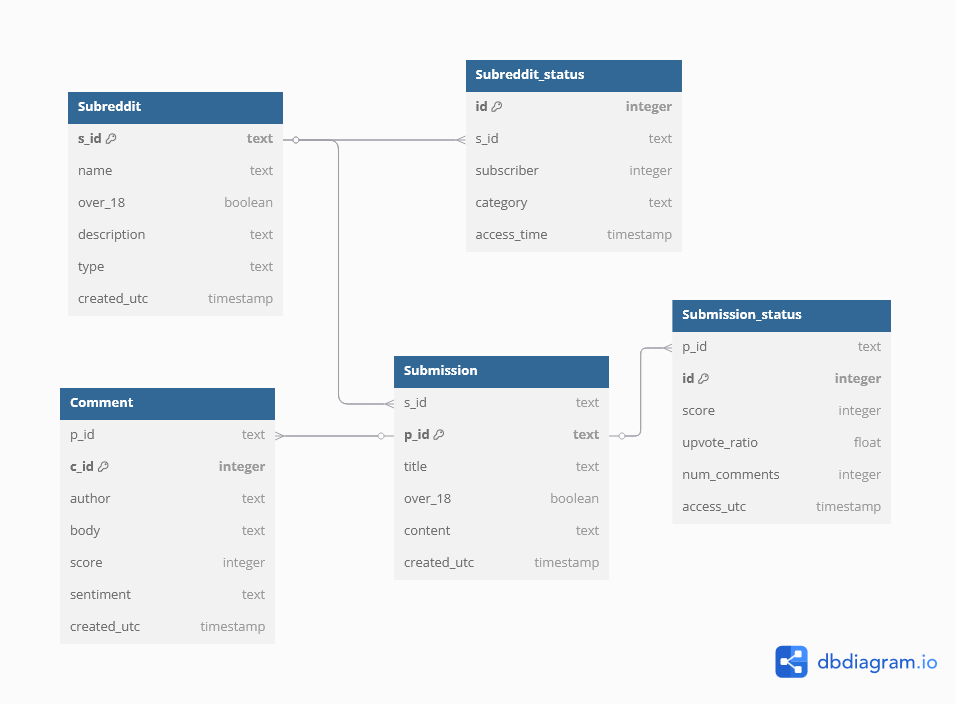 Subreddit
s_id text
name text
over_18 boolean
description text
type text
created_utc timestamp
Subreddit_status
id integer
s_id text
subscriber integer
category text
access_time timestamp
Submission_status
p_id text
id integer
score integer
upvote_ratio float
num_comments integer
access_utc timestamp
Submission
s_id text
p_id text
title text
over_18 boolean
content text
created_utc timestamp
Comment
p_id text
c_id integer
author text
body text
score integer
sentiment text
created_utc timestamp
dbdiagram.io